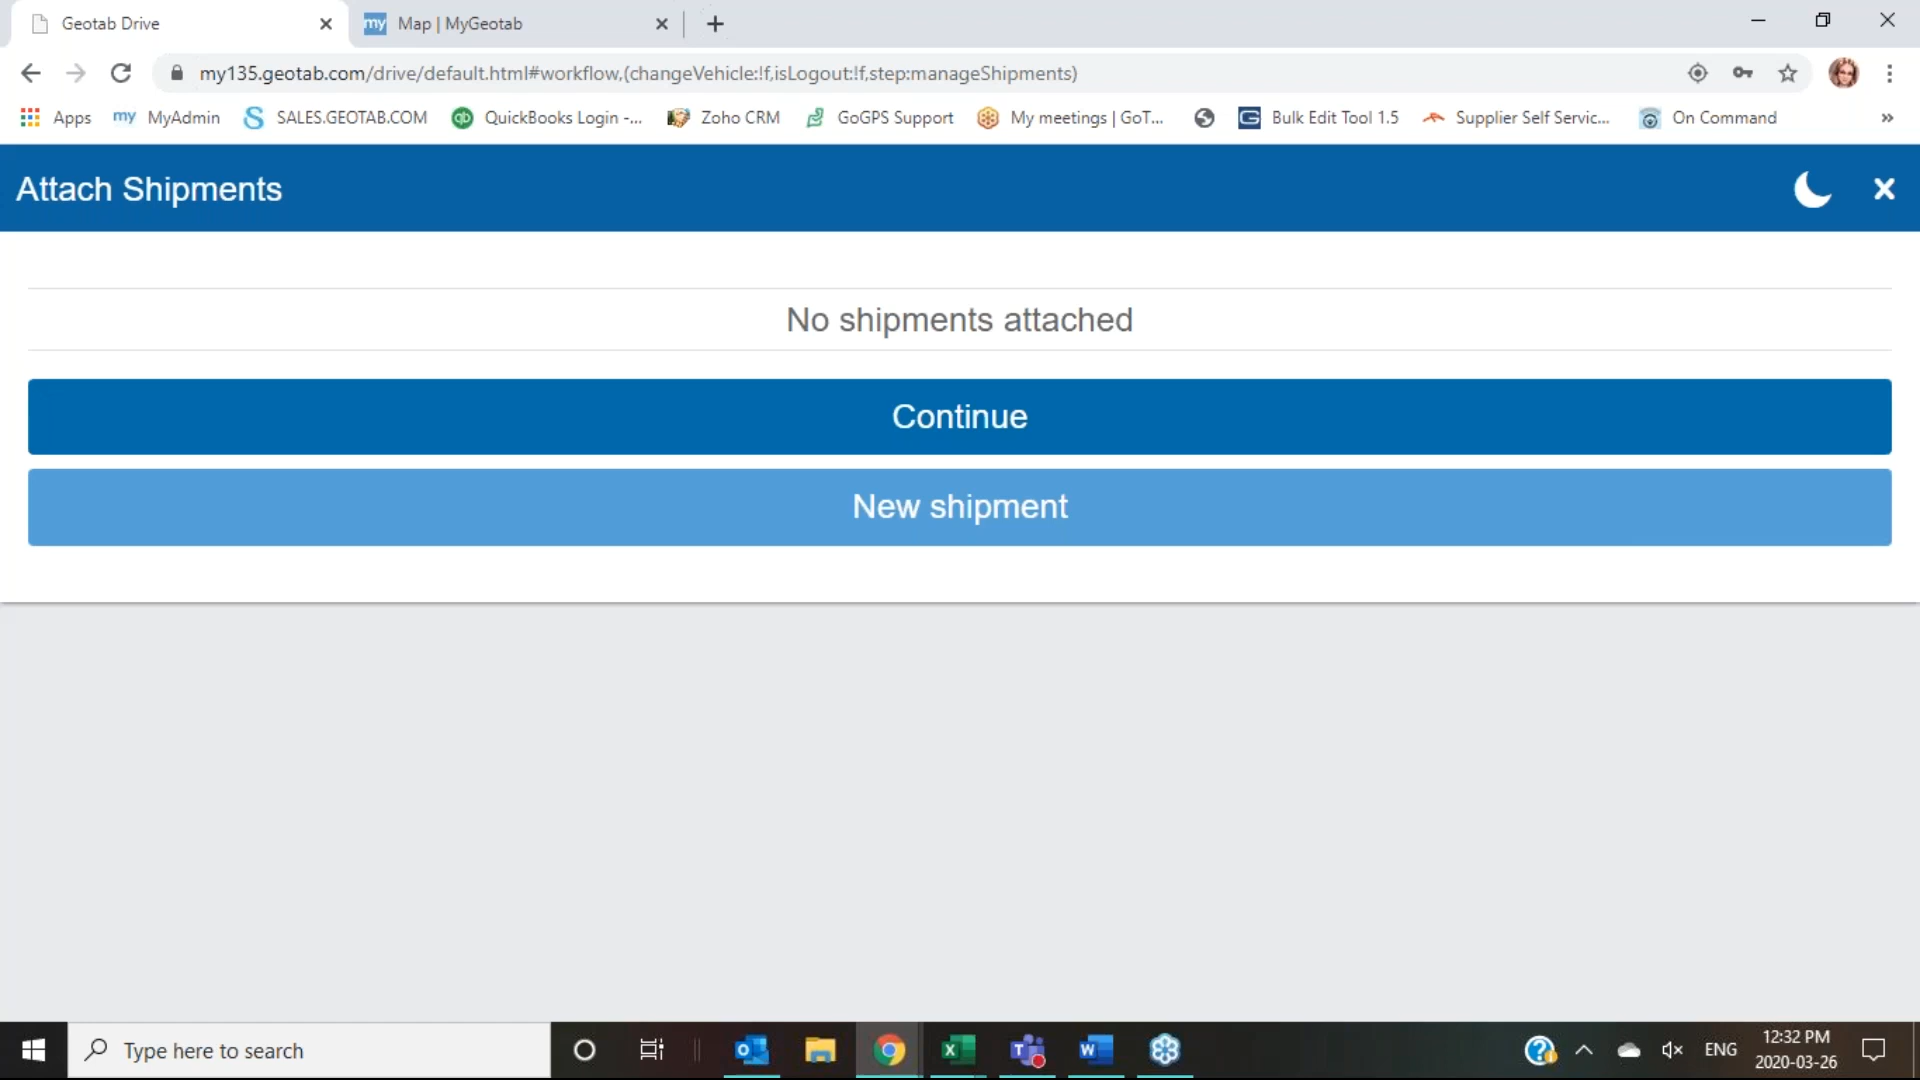 Geotab Drive
my Map | MyGeotab
my135.geotab.com/drive/default.html#workflow,(changeVehicle:!f,isLogout:!f,step:manageShipments)
Apps my MyAdmin SALES.GEOTAB.COM qb QuickBooks Login -... Zoho CRM GoGPS Support My meetings | GoT... Bulk Edit Tool 1.5 Supplier Self Servic... On Command »
Attach Shipments
No shipments attached
Continue
New shipment
Type here to search
ENG
12:32 PM
2020-03-26